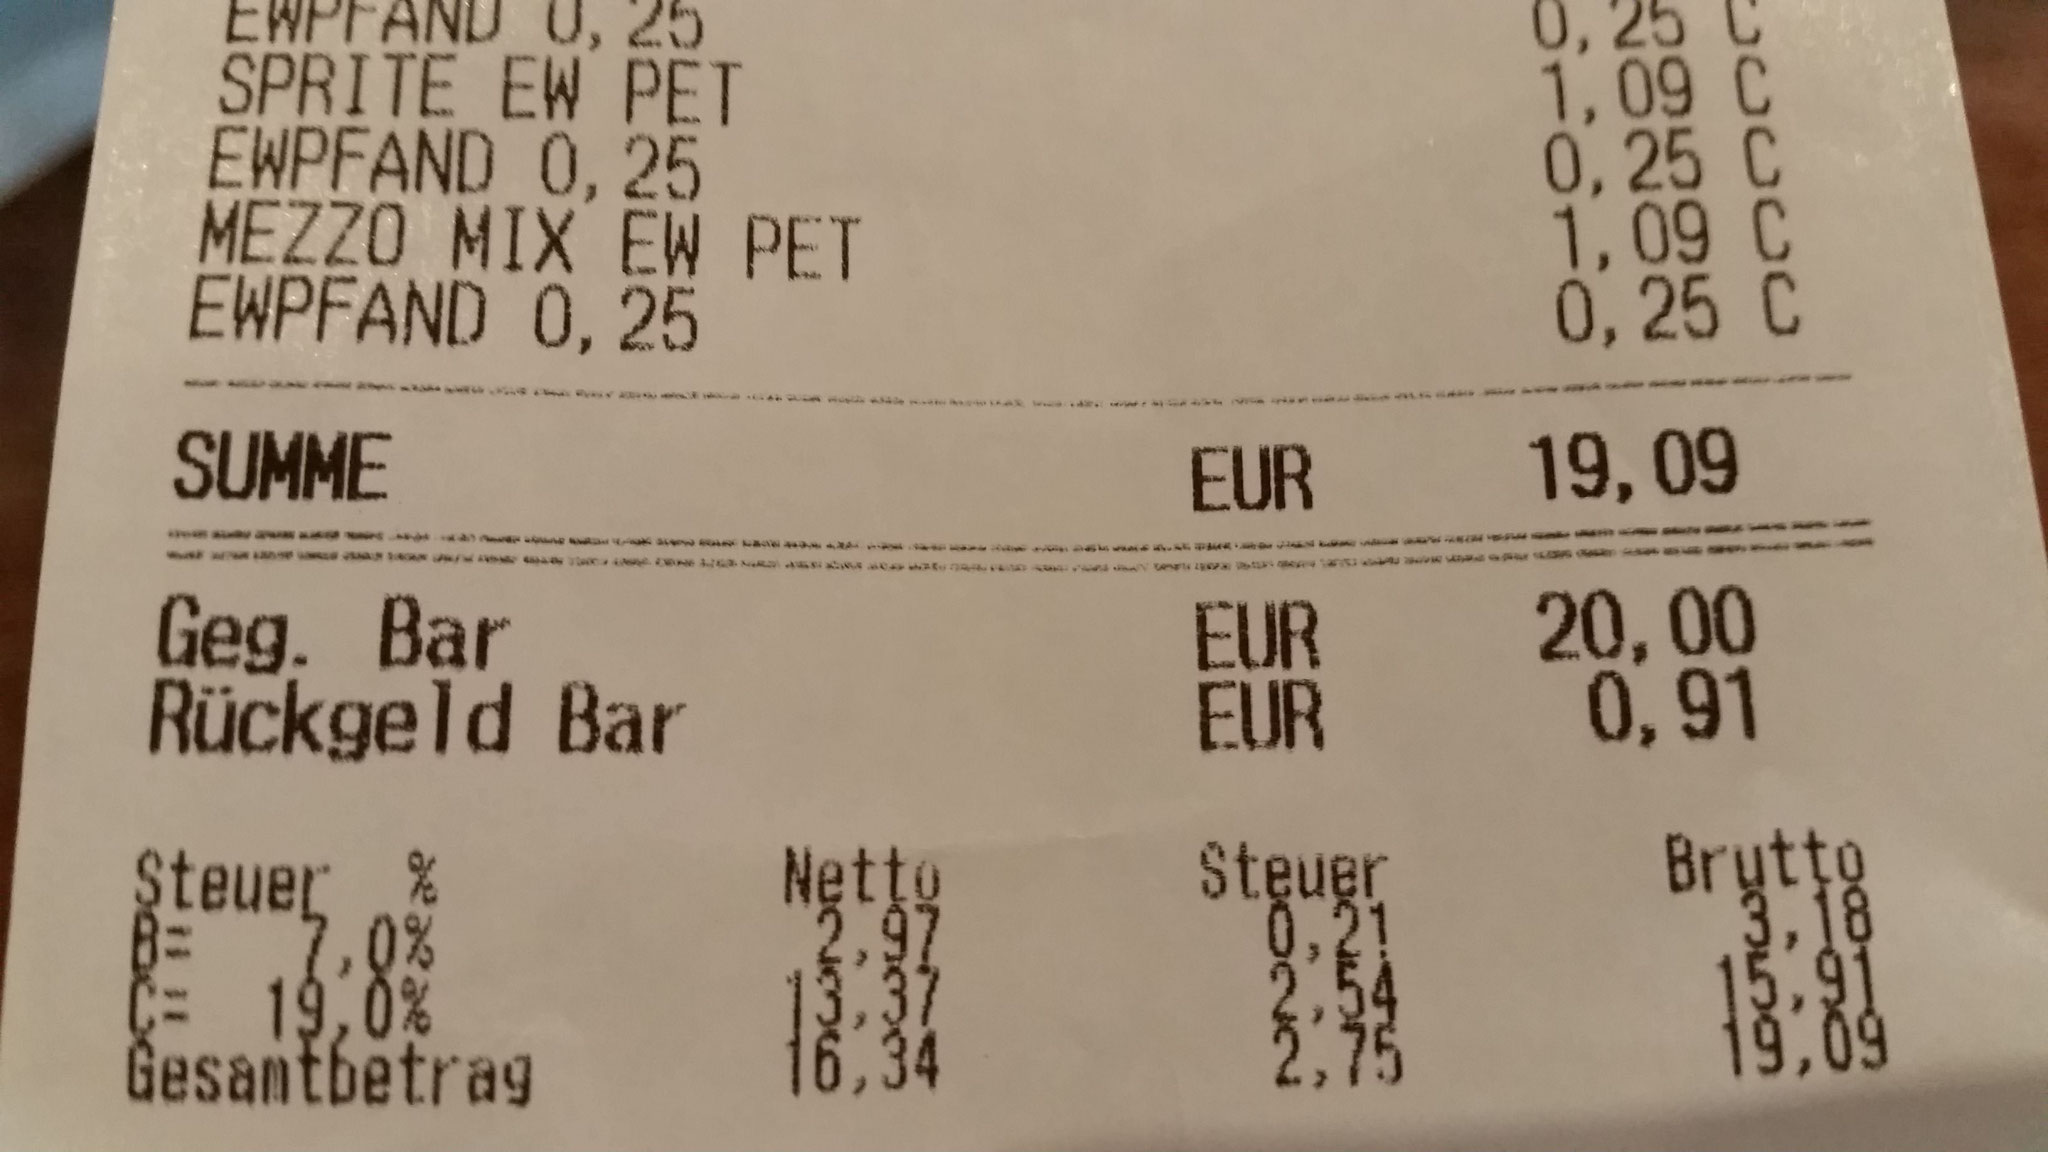 EWPFAND 0,25 0,25 C
SPRITE EW PET 1,09 C
EWPFAND 0,25 0,25 C
MEZZO MIX EW PET 1,09 C
EWPFAND 0,25 0,25 C
SUMME EUR 19,09
Geg. Bar EUR 20,00
Rückgeld Bar EUR 0,91
Steuer % Netto Steuer Brutto
B= 7,0% 2,97 0,21 3,18
C= 19,0% 13,37 2,54 15,91
Gesamtbetrag 16,34 2,75 19,09